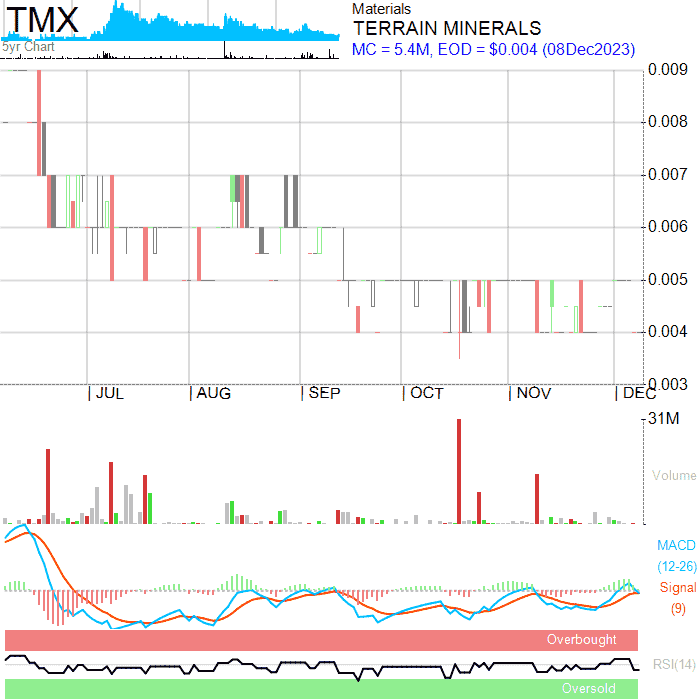 TMX
5yr Chart
Materials
TERRAIN MINERALS
MC = 5.4M, EOD = $0.004 (08Dec2023)
0.009
0.008
0.007
0.006
0.005
0.004
0.003
JUL AUG SEP OCT NOV DEC
31M
Volume
MACD
(12-26)
Signal
(9)
Overbought
RSI(14)
Oversold